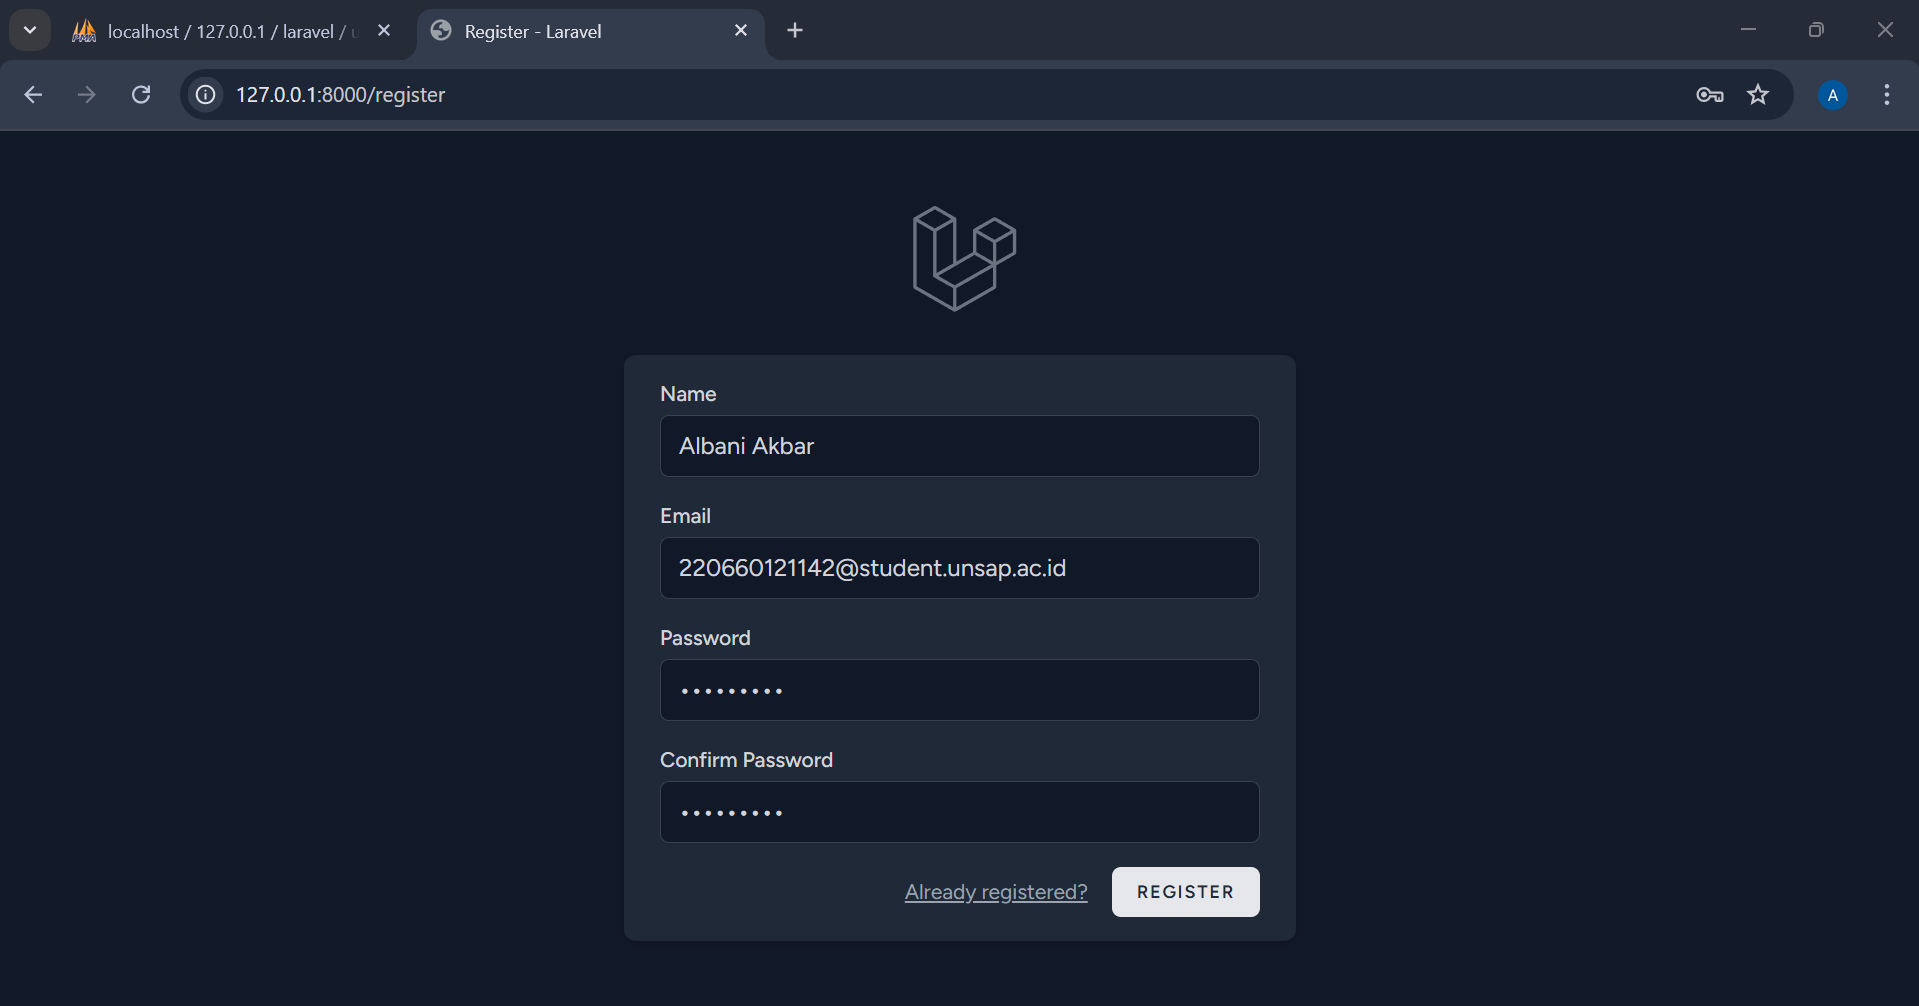 localhost / 127.0.0.1 / laravel /
Register - Laravel
127.0.0.1:8000/register
A
Name
Albani Akbar
Email
220660121142@student.unsap.ac.id
Password
•••••••••
Confirm Password
•••••••••
Already registered?
REGISTER